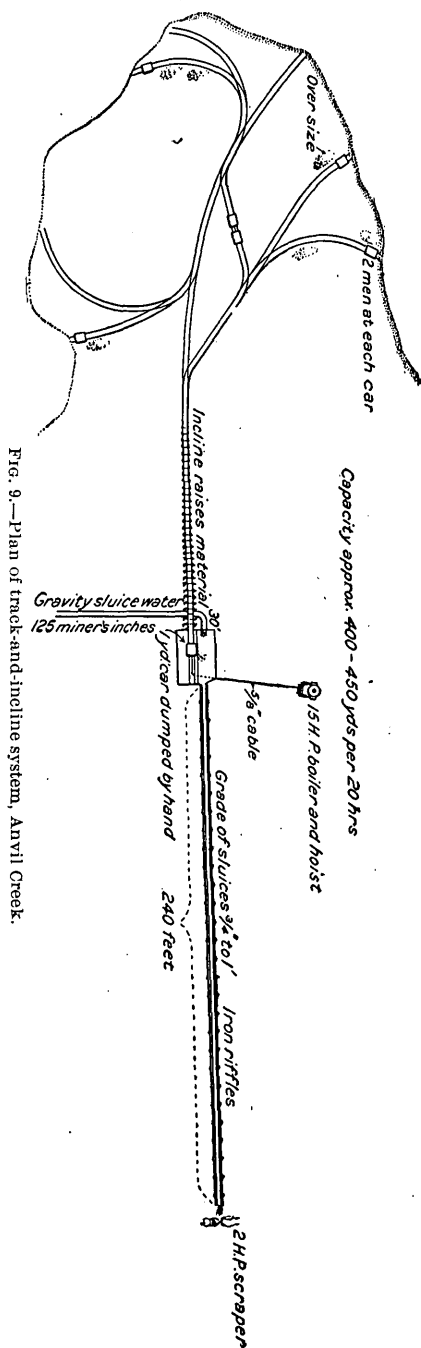 Over size
2 men at each car
Capacity approx. 400-450 yds per 20 hrs
Incline raises material 30'
Gravity sluice water
125 miner's inches
1 yd car dumped by hand
5/8" cable
15 H.P. boiler and hoist
Grade of sluices 3/4" to 1'
Iron riffles
240 feet
2 H.P. scraper
FIG. 9.—Plan of track-and-incline system, Anvil Creek.